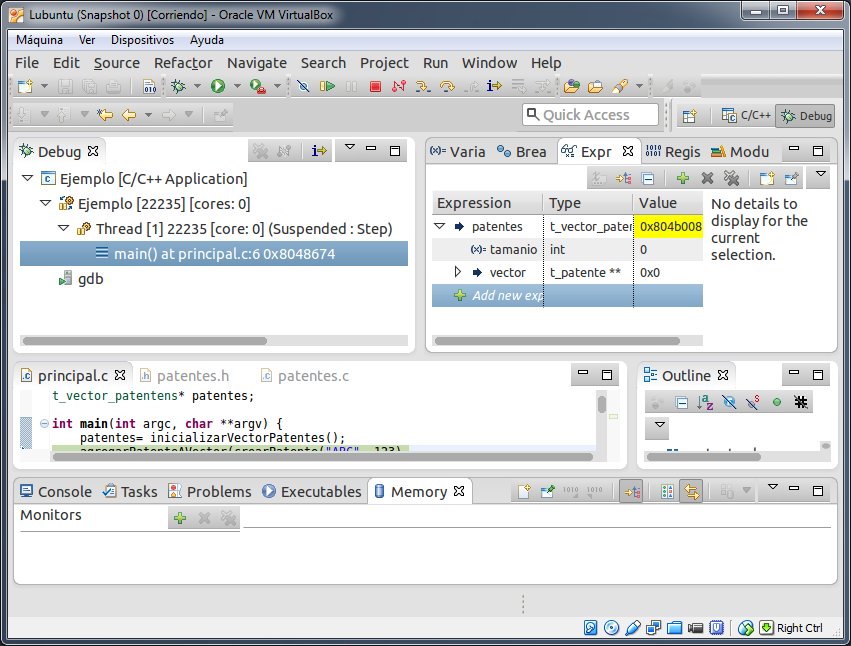 Lubuntu (Snapshot 0) [Corriendo] - Oracle VM VirtualBox
Máquina Ver Dispositivos Ayuda
File Edit Source Refactor Navigate Search Project Run Window Help
Quick Access
C/C++
Debug
Debug
Ejemplo [C/C++ Application]
Ejemplo [22235] [cores: 0]
Thread [1] 22235 [core: 0] (Suspended : Step)
main() at principal.c:6 0x8048674
gdb
(x)= Varia
Brea
Expr
Regis
Modu
Expression Type Value
patentes t_vector_pater 0x804b008
(x)= tamanio int 0
vector t_patente ** 0x0
Add new exp
No details to
display for the
current
selection.
principal.c
patentes.h
patentes.c
t_vector_patentens* patentes;
int main(int argc, char **argv) {
patentes= inicializarVectorPatentes();
agregarPatenteAVector(crearPatente("ABC", 123)
Outline
Console
Tasks
Problems
Executables
Memory
Monitors
Right Ctrl